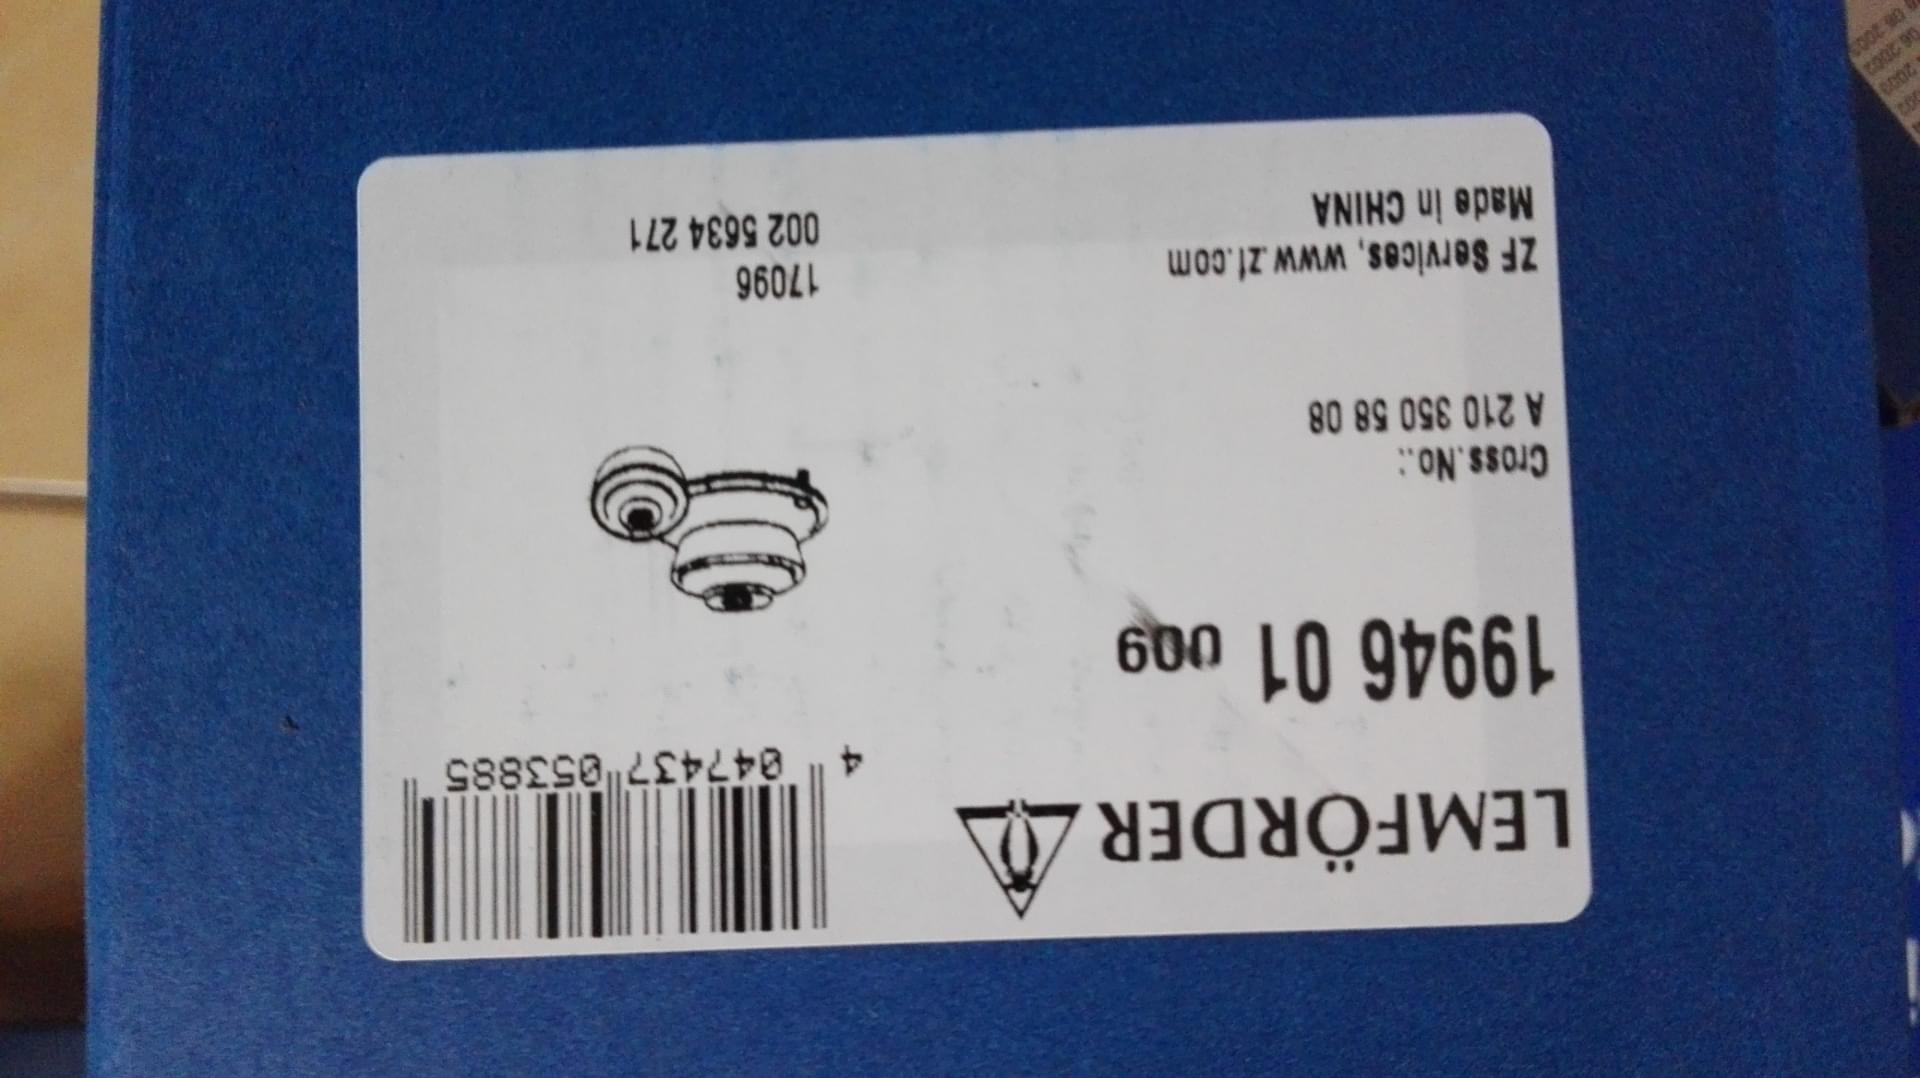 LEMFÖRDER
4 047437 053885
19946 01 009
Cross.No.:
A 210 350 58 08
ZF Services, www.zf.com
Made in CHINA
17096
002 5634 271